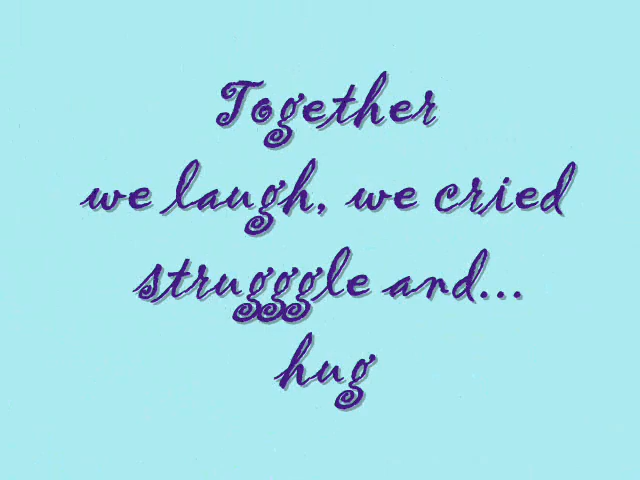 Together
we laugh, we cried
strugggle and...
hug